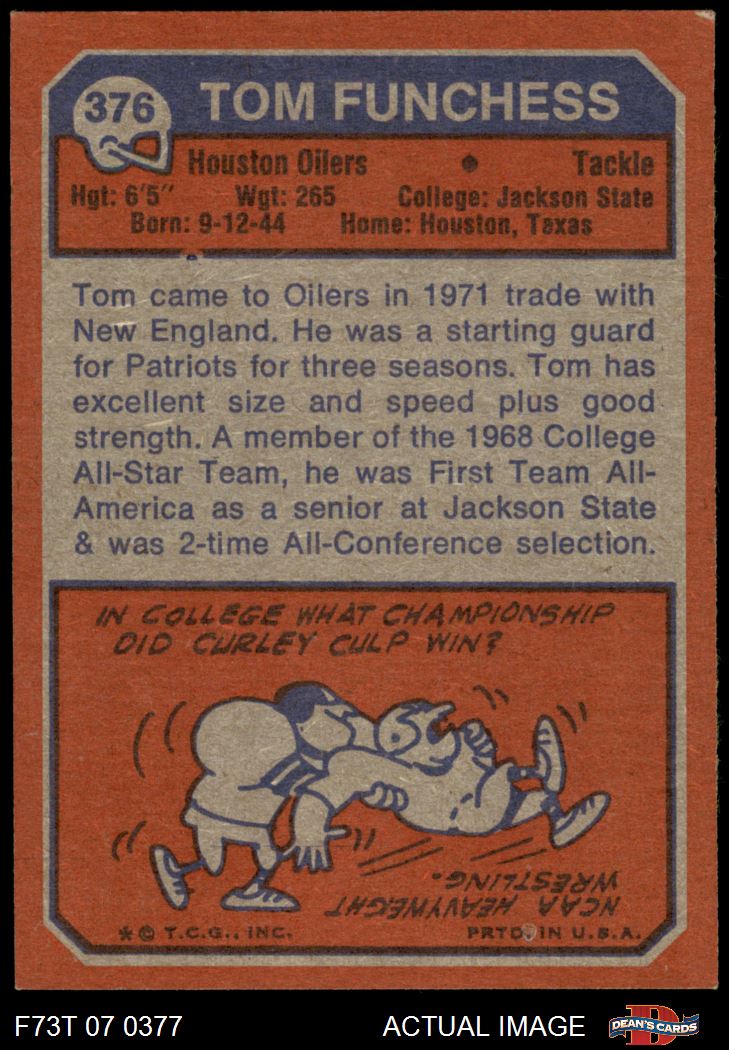 376
TOM FUNCHESS
Houston Oilers • Tackle
Hgt: 6'5" Wgt: 265 College: Jackson State
Born: 9-12-44 Home: Houston, Texas
Tom came to Oilers in 1971 trade with
New England. He was a starting guard
for Patriots for three seasons. Tom has
excellent size and speed plus good
strength. A member of the 1968 College
All-Star Team, he was First Team All-
America as a senior at Jackson State
& was 2-time All-Conference selection.
IN COLLEGE WHAT CHAMPIONSHIP
DID CURLEY CULP WIN?
NCAA HEAVYWEIGHT
WRESTLING.
* © T.C.G., INC. PRTD. IN U.S.A.
F73T 07 0377 ACTUAL IMAGE
D
DEAN'S CARDS